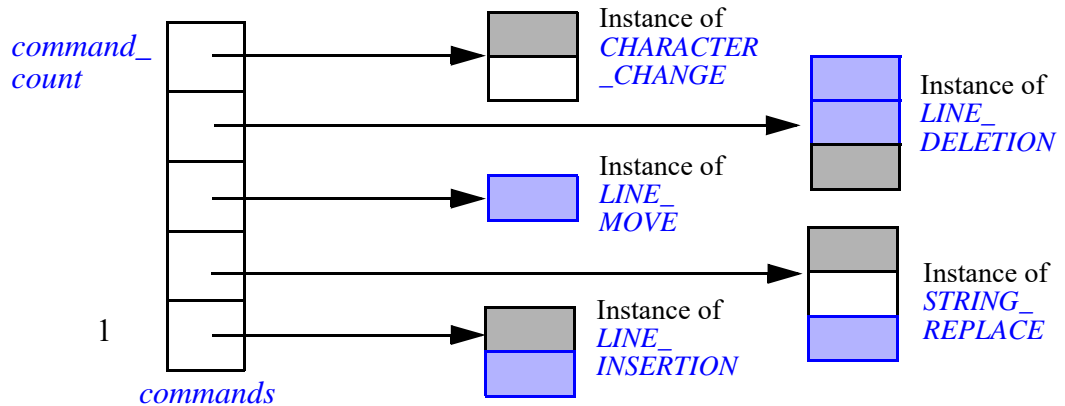 command_
count
Instance of
CHARACTER
_CHANGE
Instance of
LINE_
DELETION
Instance of
LINE_
MOVE
Instance of
STRING_
REPLACE
1
Instance of
LINE_
INSERTION
commands